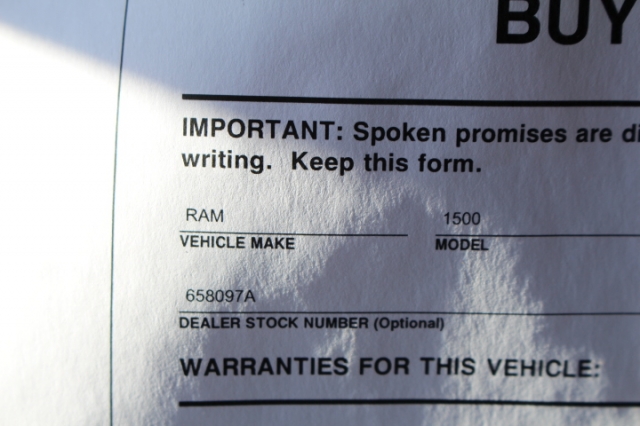 BUY
IMPORTANT: Spoken promises are di
writing. Keep this form.
RAM 1500
VEHICLE MAKE MODEL
658097A
DEALER STOCK NUMBER (Optional)
WARRANTIES FOR THIS VEHICLE: